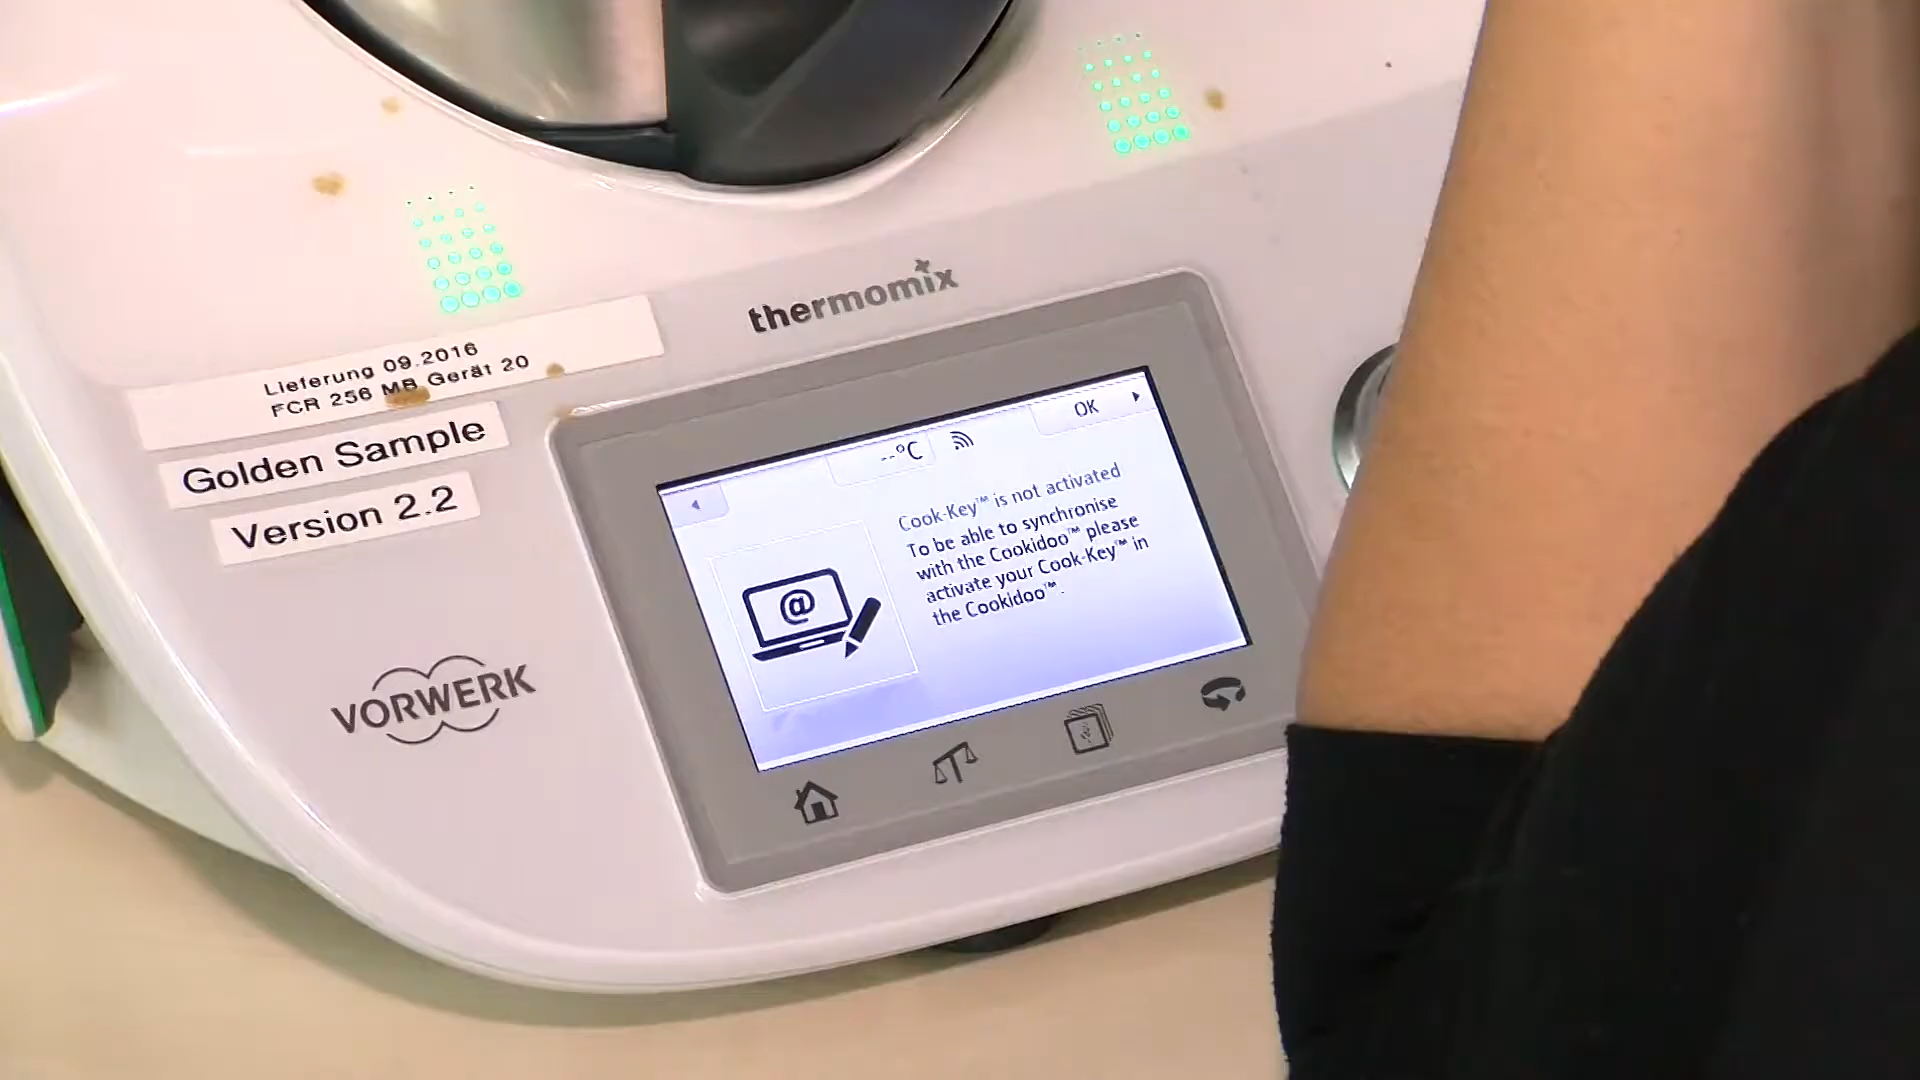 thermomix
Lieferung 09.2016
FCR 256 MB Gerät 20
Golden Sample
Version 2.2
VORWERK
OK
--°C
Cook-Key™ is not activated
To be able to synchronise
with the Cookidoo™ please
activate your Cook-Key™ in
the Cookidoo™.
@